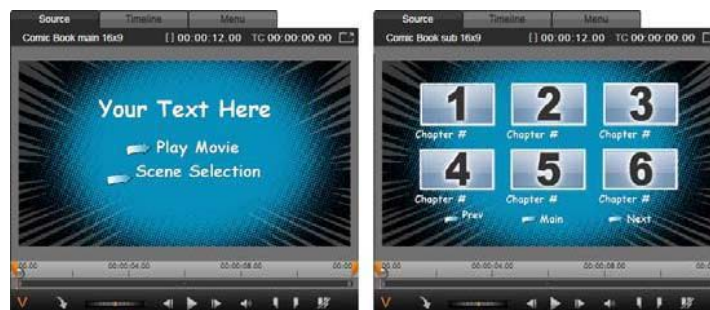 Source Timeline Menu
Comic Book main 16x9 [ ] 00:00:12.00 TC 00:00:00.00
Your Text Here
Play Movie
Scene Selection
00:00:04.00 00:00:08.00
V
Source Timeline Menu
Comic Book sub 16x9 [ ] 00:00:12.00 TC 00:00:00.00
1 2 3
Chapter # Chapter # Chapter #
4 5 6
Chapter # Chapter # Chapter #
Prev Main Next
00:00:04.00 00:00:08.00
V